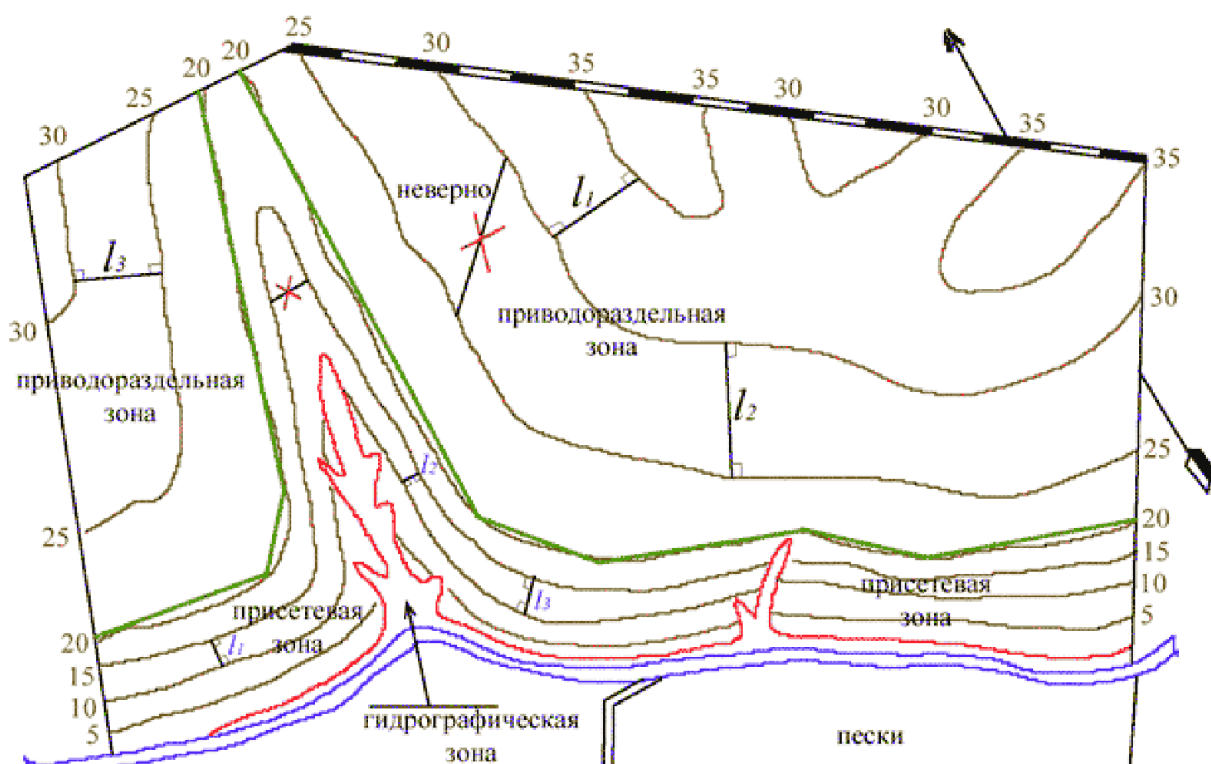 25
20
30
35
20
35
25
30
30
35
30
35
неверно
l1
l3
30
приводораздельная
зона
30
приводораздельная
зона
l2
25
l2
25
20
15
10
присетевая
зона
5
l3
присетевая
зона
l1
20
15
10
5
гидрографическая
зона
пески